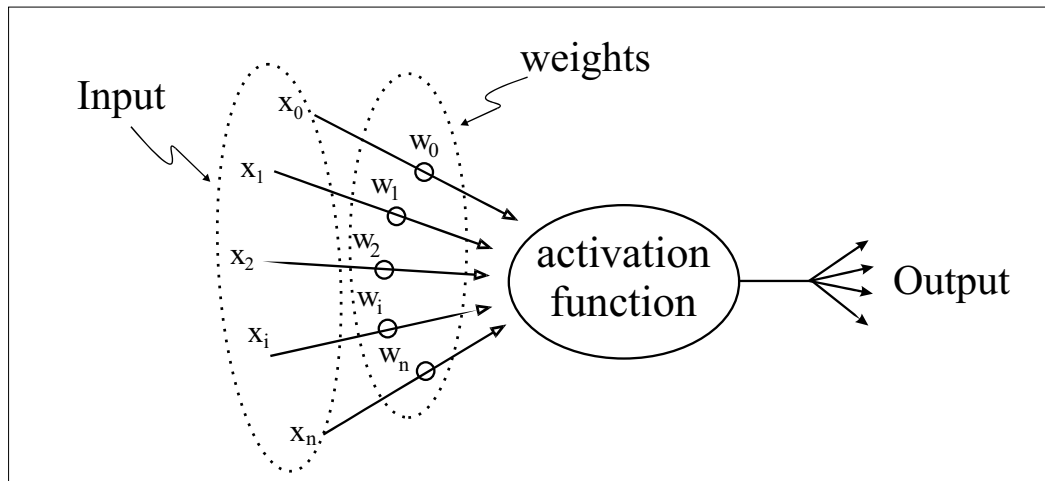 weights
Input
x₀
w₀
x₁
w₁
x₂
w₂
activation
function
Output
xᵢ
wᵢ
wₙ
xₙ